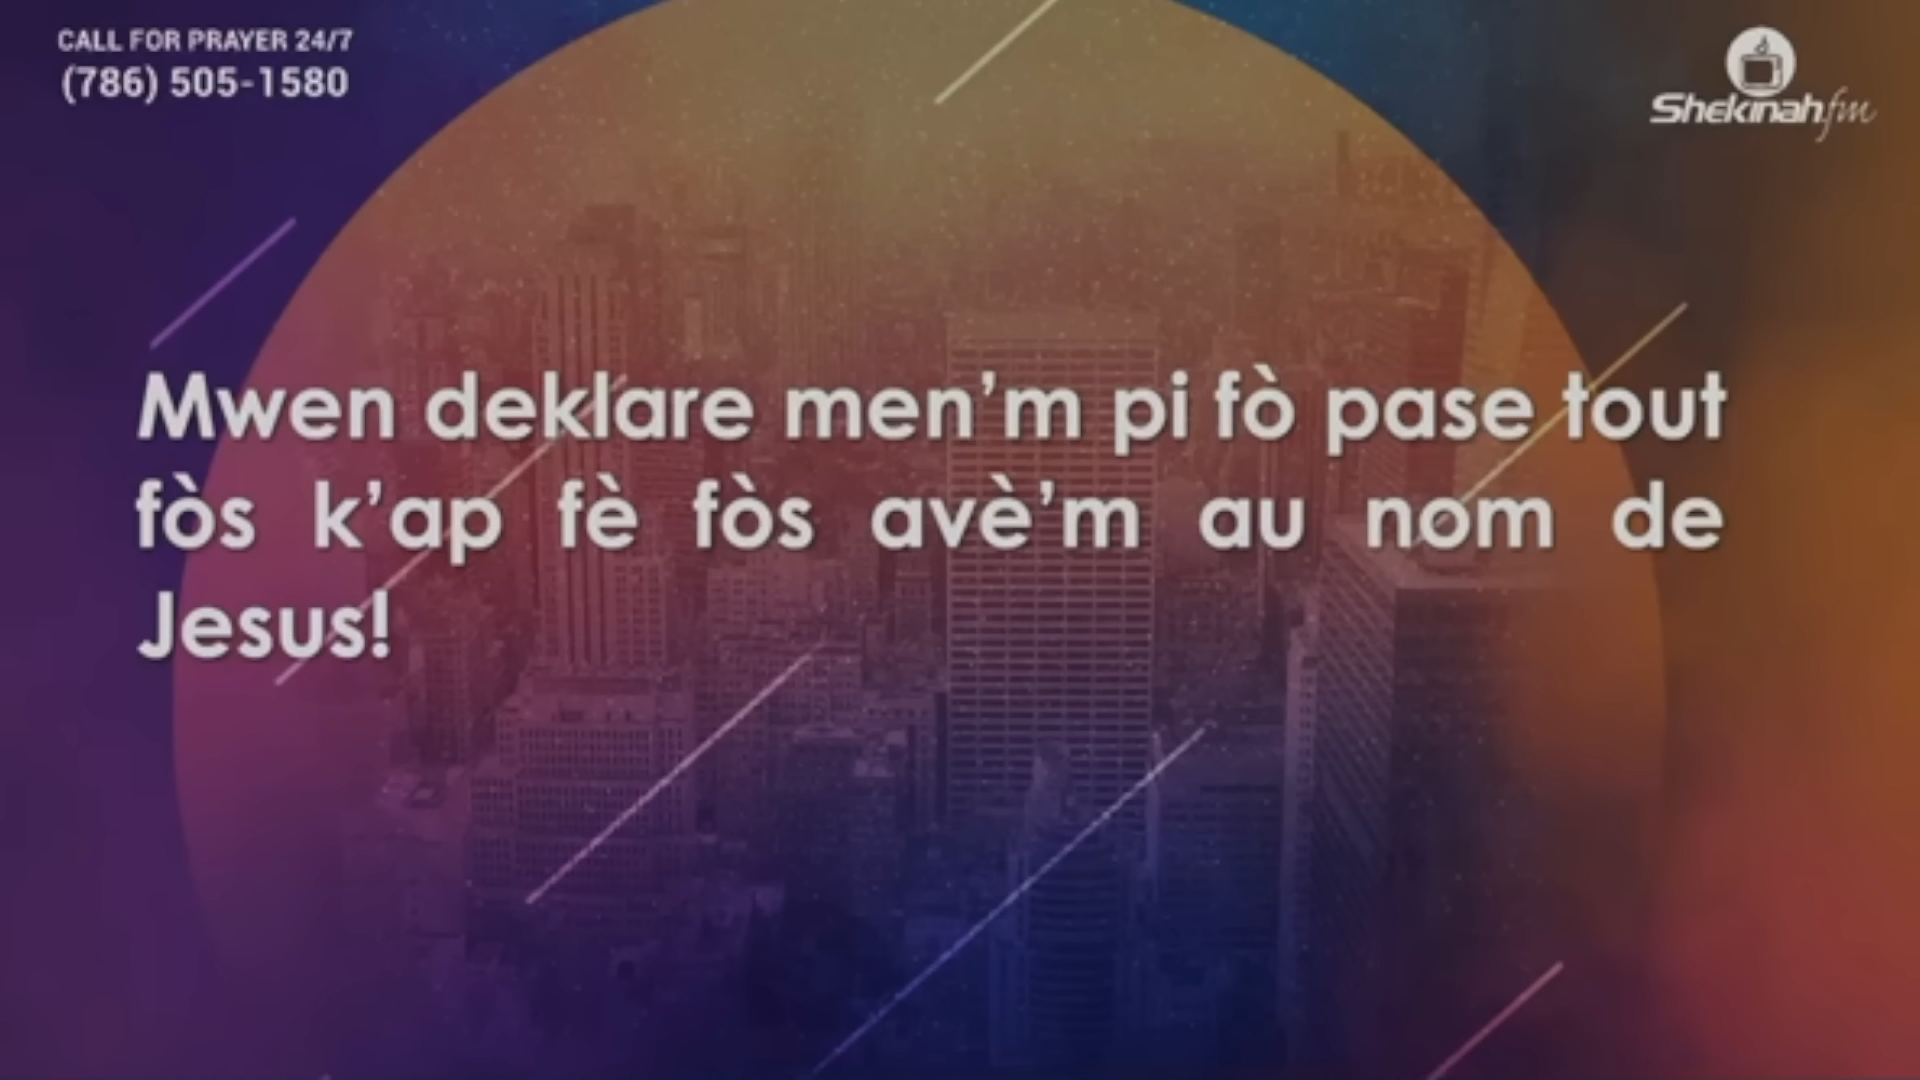 CALL FOR PRAYER 24/7
(786) 505-1580
Shekinah.fm
Mwen deklare men’m pi fò pase tout
fòs k’ap fè fòs avè’m au nom de
Jesus!